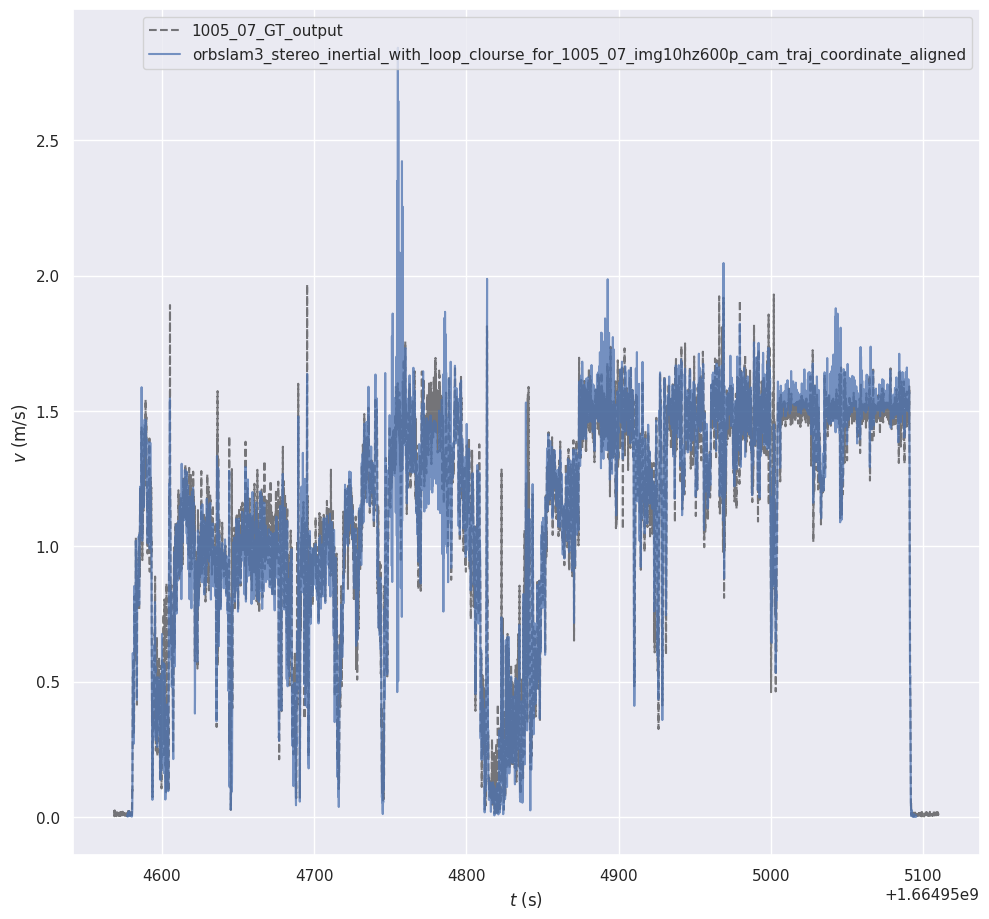 1005_07_GT_output
orbslam3_stereo_inertial_with_loop_clourse_for_1005_07_img10hz600p_cam_traj_coordinate_aligned
2.5
2.0
1.5
1.0
0.5
0.0
v (m/s)
4600 4700 4800 4900 5000 5100
+1.66495e9
t (s)